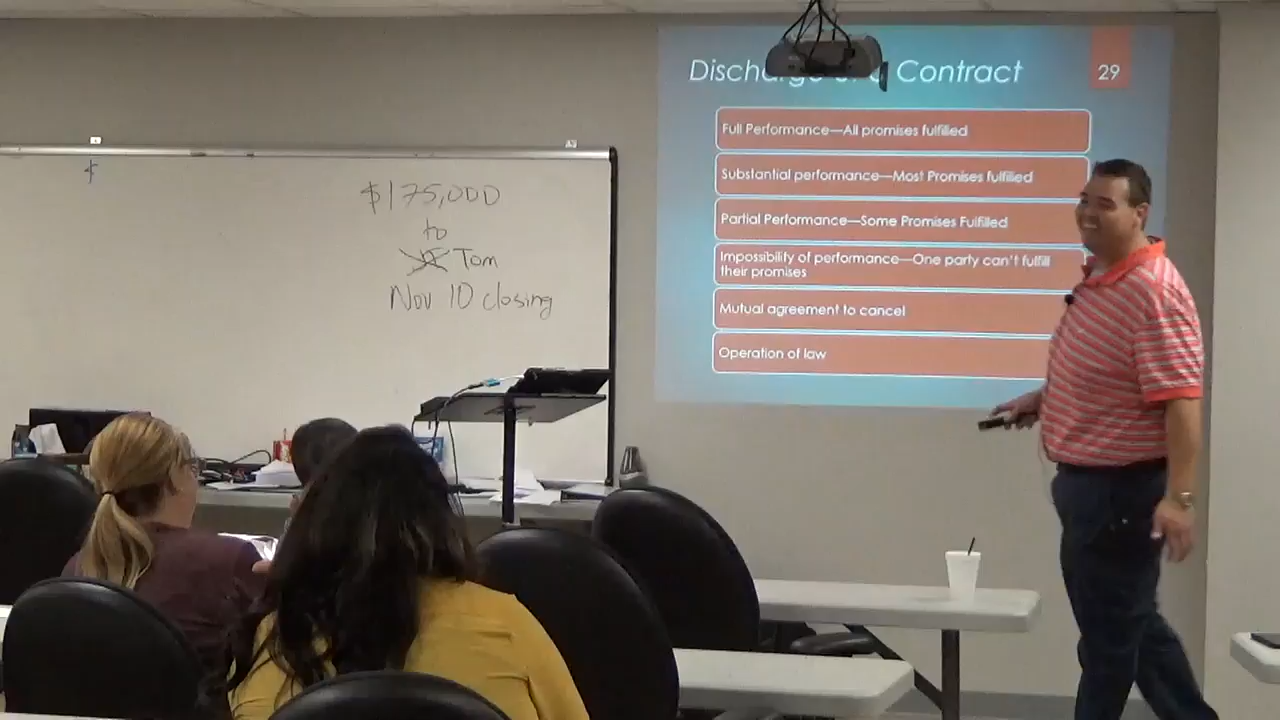 $
$175,000
to
Tom
Nov 10 closing
Contract
29
Full Performance—All promises fulfilled
Substantial performance—Most Promises fulfilled
Partial Performance—Some Promises Fulfilled
Impossibility of performance—One party can't fulfill
their promises
Mutual agreement to cancel
Operation of law